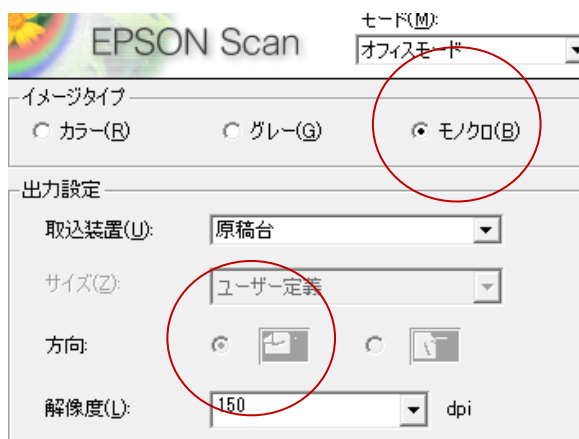 EPSON Scan
モード(M):
オフィスモード
イメージタイプ
カラー(R)
グレー(G)
モノクロ(B)
出力設定
取込装置(U):
原稿台
サイズ(Z):
ユーザー定義
方向:
解像度(L):
150
dpi